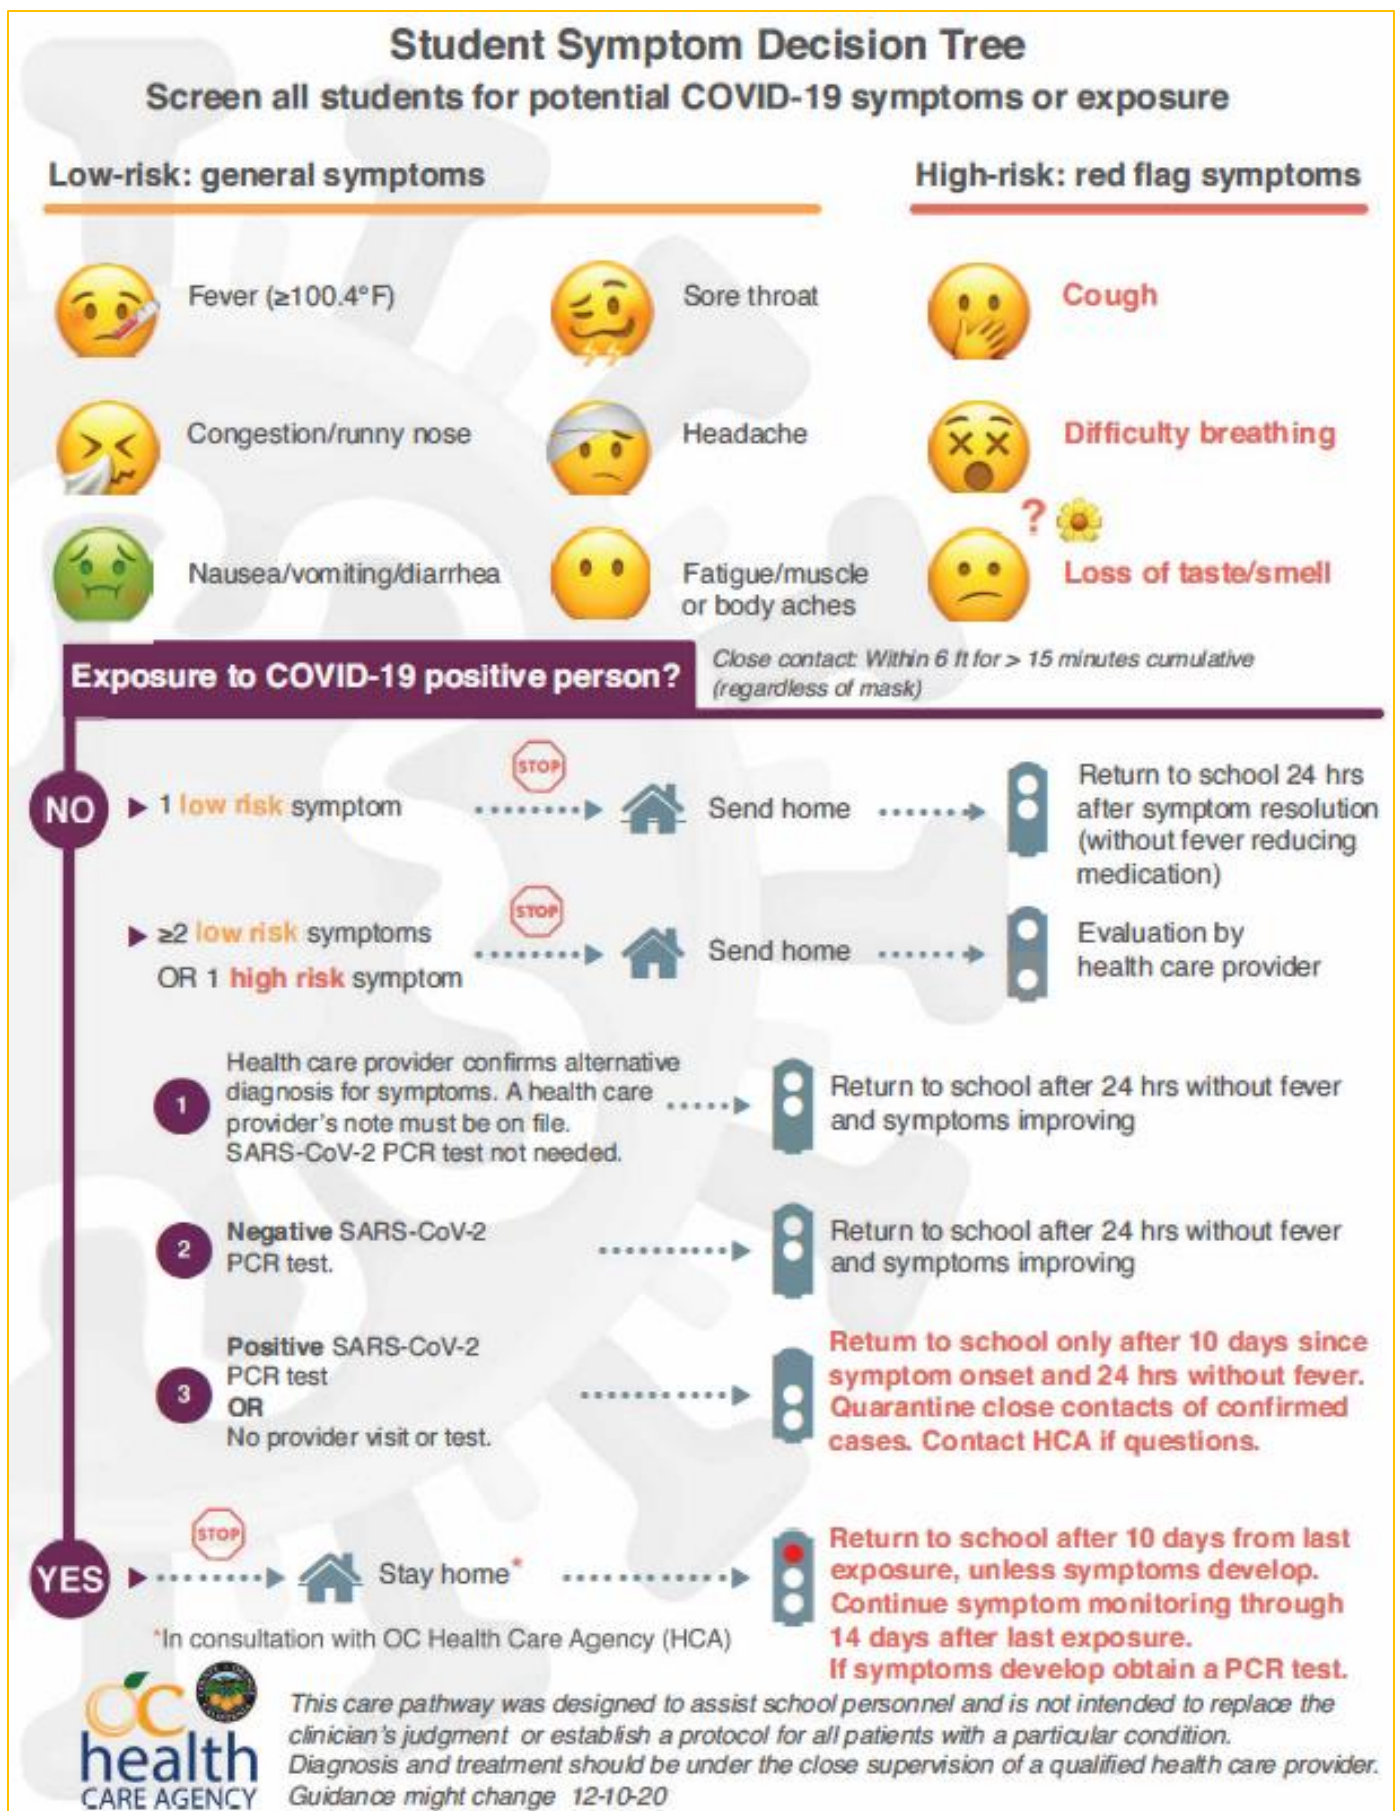 Student Symptom Decision Tree
Screen all students for potential COVID-19 symptoms or exposure
Low-risk: general symptoms
High-risk: red flag symptoms
Fever (≥100.4°F)
Sore throat
Cough
Congestion/runny nose
Headache
Difficulty breathing
?
Nausea/vomiting/diarrhea
Fatigue/muscle
or body aches
Loss of taste/smell
Exposure to COVID-19 positive person?
Close contact: Within 6 ft for > 15 minutes cumulative
(regardless of mask)
NO
1 low risk symptom
STOP
Send home
Return to school 24 hrs
after symptom resolution
(without fever reducing
medication)
≥2 low risk symptoms
OR 1 high risk symptom
STOP
Send home
Evaluation by
health care provider
1
Health care provider confirms alternative
diagnosis for symptoms. A health care
provider's note must be on file.
SARS-CoV-2 PCR test not needed.
Return to school after 24 hrs without fever
and symptoms improving
2
Negative SARS-CoV-2
PCR test.
Return to school after 24 hrs without fever
and symptoms improving
3
Positive SARS-CoV-2
PCR test
OR
No provider visit or test.
Return to school only after 10 days since
symptom onset and 24 hrs without fever.
Quarantine close contacts of confirmed
cases. Contact HCA if questions.
YES
STOP
Stay home*
*In consultation with OC Health Care Agency (HCA)
Return to school after 10 days from last
exposure, unless symptoms develop.
Continue symptom monitoring through
14 days after last exposure.
If symptoms develop obtain a PCR test.
OC
health
CARE AGENCY
This care pathway was designed to assist school personnel and is not intended to replace the
clinician's judgment or establish a protocol for all patients with a particular condition.
Diagnosis and treatment should be under the close supervision of a qualified health care provider.
Guidance might change 12-10-20